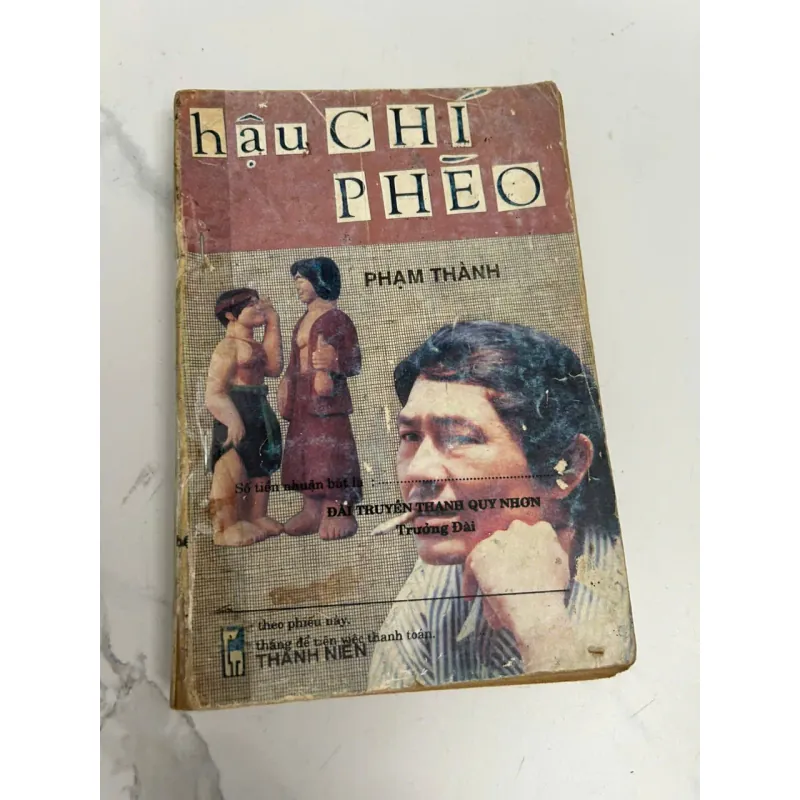 hậu CHÍ
PHÈO
PHẠM THÀNH
Số tiền nhuận bút là :
ĐÀI TRUYỀN THANH QUY NHƠN
Trưởng Đài
theo phiếu này,
tháng để tiện việc thanh toán.
THANH NIÊN